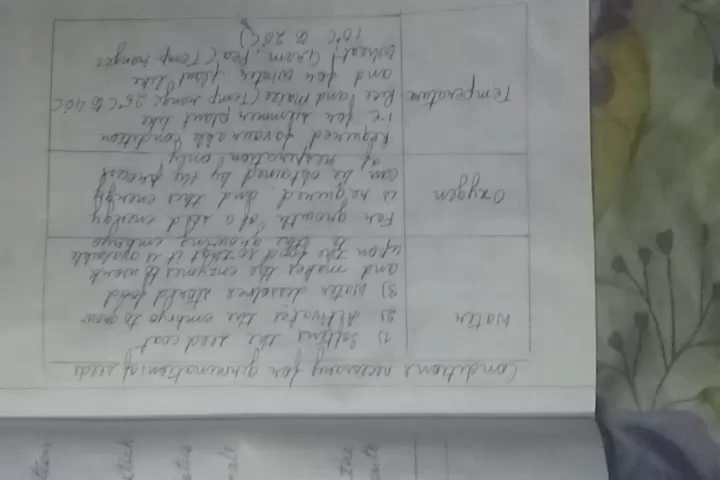 Conditions necessary for germination of seeds
Water
1) Softens the seed coat
2) Activates the embryo to grow
3) Water dissolves stored food
and makes the enzymes to work
upon the food so that it is available
to the growing embryo
Oxygen
For growth of a seed energy
is required and this energy
can be obtained by the process
of respiration only
Temperature
Required favourable condition
i.e for summer plant like
Rice and maize (Temp range 25°C to 40°C
and for winter plant like
Wheat, Gram, Pea (Temp ranges
10°C to 20°C)